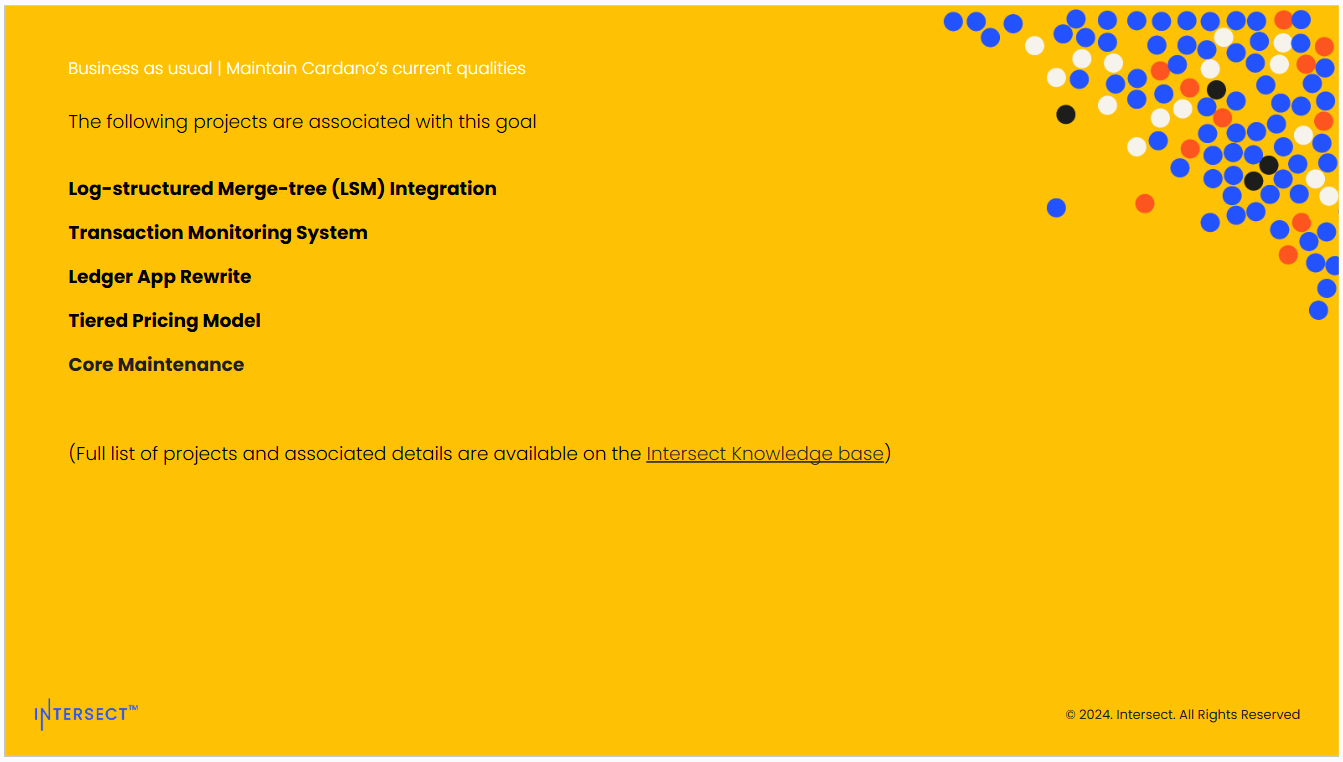 Business as usual | Maintain Cardano's current qualities
The following projects are associated with this goal
Log-structured Merge-tree (LSM) Integration
Transaction Monitoring System
Ledger App Rewrite
Tiered Pricing Model
Core Maintenance
(Full list of projects and associated details are available on the Intersect Knowledge base)
INTERSECT™
© 2024. Intersect. All Rights Reserved